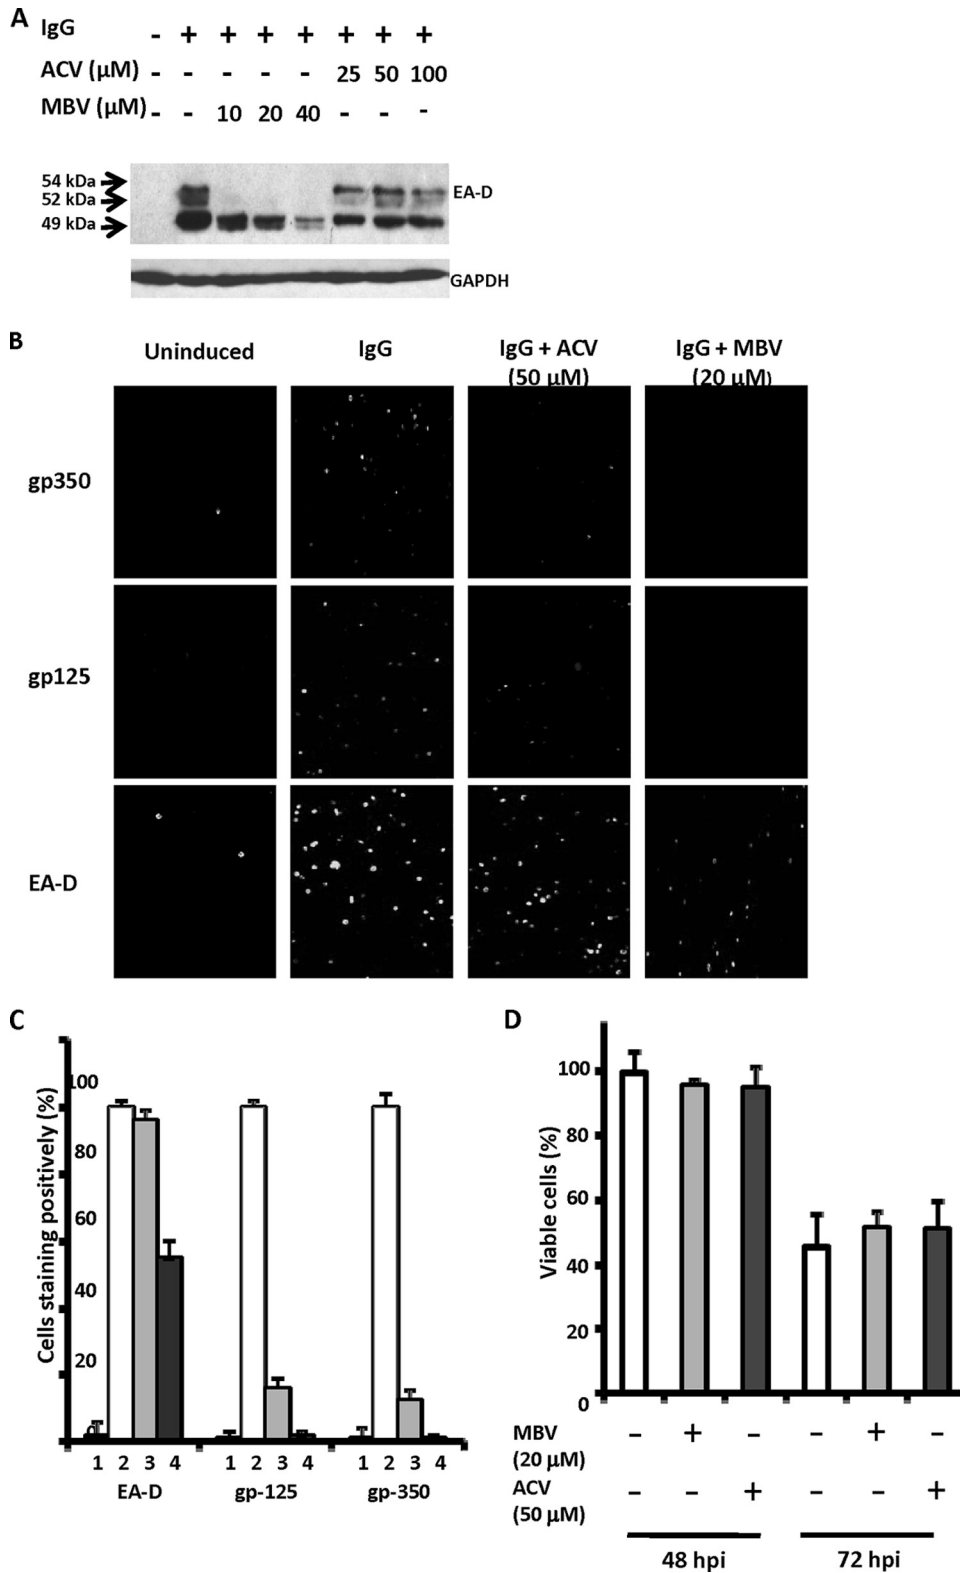 A
IgG - + + + + + + +
ACV (µM) - - - - - 25 50 100
MBV (µM) - - 10 20 40 - - -
54 kDa
52 kDa
49 kDa
EA-D
GAPDH
B
Uninduced IgG IgG + ACV (50 µM) IgG + MBV (20 µM)
gp350
gp125
EA-D
C
Cells staining positively (%)
100
80
60
40
20
0
1 2 3 4 1 2 3 4 1 2 3 4
EA-D gp-125 gp-350
D
Viable cells (%)
100
80
60
40
20
0
MBV (20 µM) - + - - + -
ACV (50 µM) - - + - - +
48 hpi 72 hpi